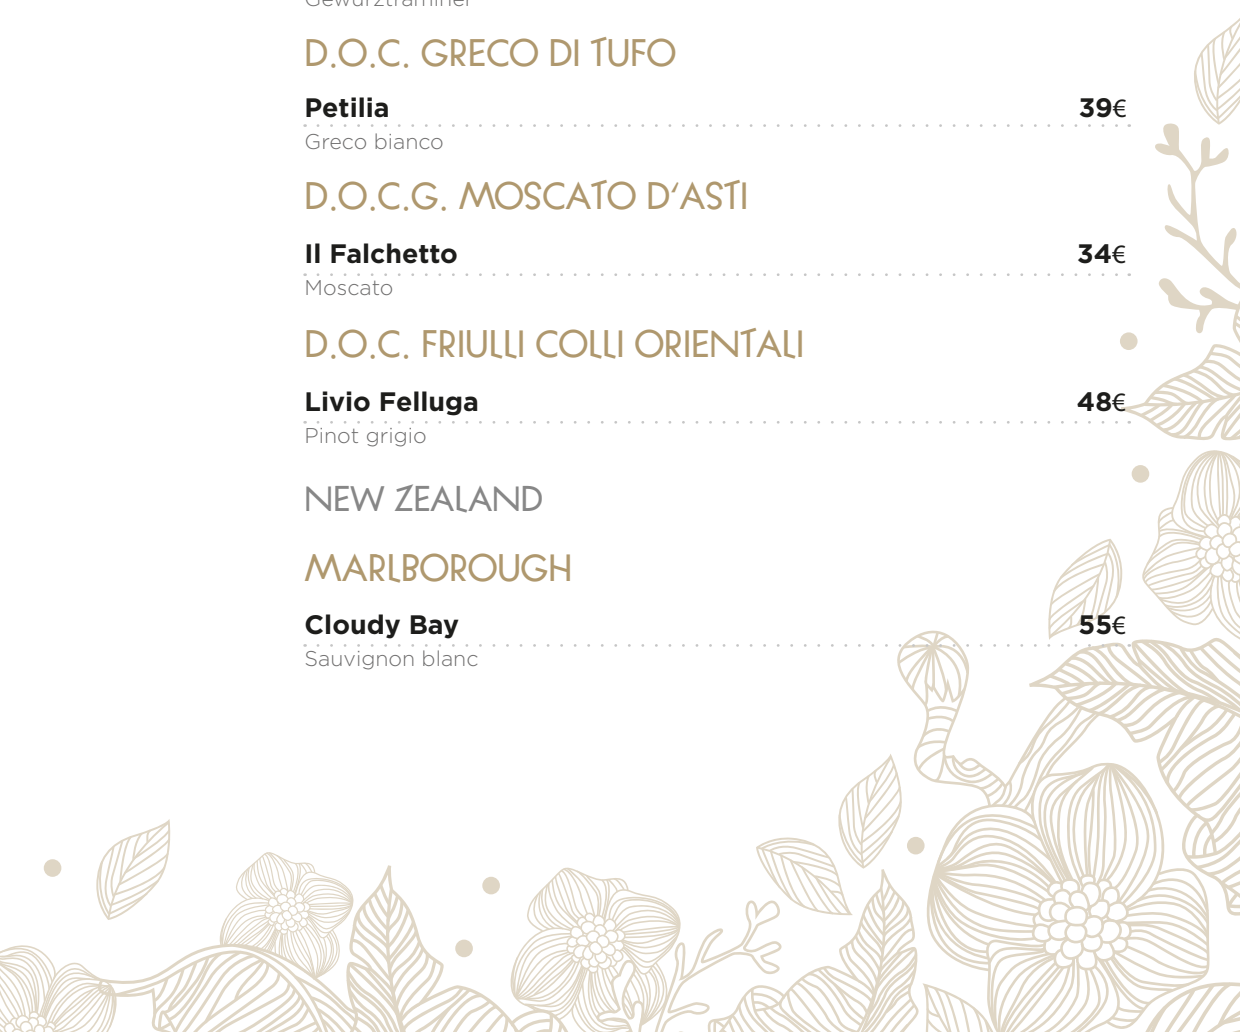 Gewürztraminer
D.O.C. GRECO DI TUFO
Petilia 39€
Greco bianco
D.O.C.G. MOSCATO D'ASTI
Il Falchetto 34€
Moscato
D.O.C. FRIULLI COLLI ORIENTALI
Livio Felluga 48€
Pinot grigio
NEW ZEALAND
MARLBOROUGH
Cloudy Bay 55€
Sauvignon blanc